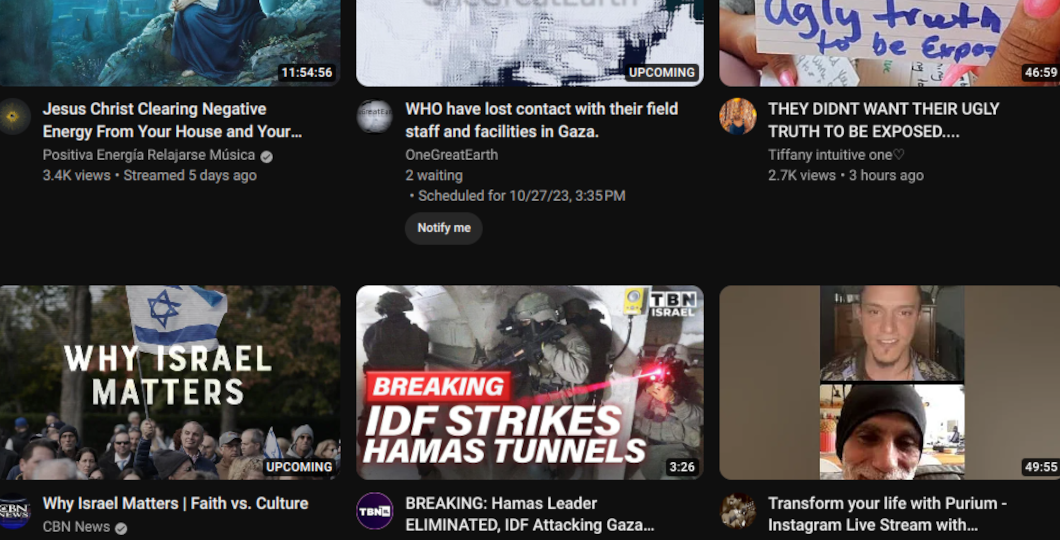 OneGreatEarth
Ugly truth
to be Expos
11:54:56
UPCOMING
46:59
Jesus Christ Clearing Negative
Energy From Your House and Your...
Positiva Energía Relajarse Música
3.4K views • Streamed 5 days ago
WHO have lost contact with their field
staff and facilities in Gaza.
OneGreatEarth
2 waiting
• Scheduled for 10/27/23, 3:35 PM
Notify me
THEY DIDNT WANT THEIR UGLY
TRUTH TO BE EXPOSED....
Tiffany intuitive one♡
2.7K views • 3 hours ago
WHY ISRAEL
MATTERS
UPCOMING
TBN
ISRAEL
BREAKING
IDF STRIKES
HAMAS TUNNELS
3:26
49:55
CBN
NEWS
Why Israel Matters | Faith vs. Culture
CBN News
TBN
BREAKING: Hamas Leader
ELIMINATED, IDF Attacking Gaza...
Transform your life with Purium -
Instagram Live Stream with...